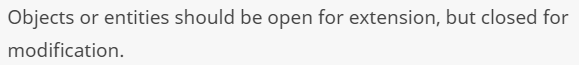 Objects or entities should be open for extension, but closed for
modification.